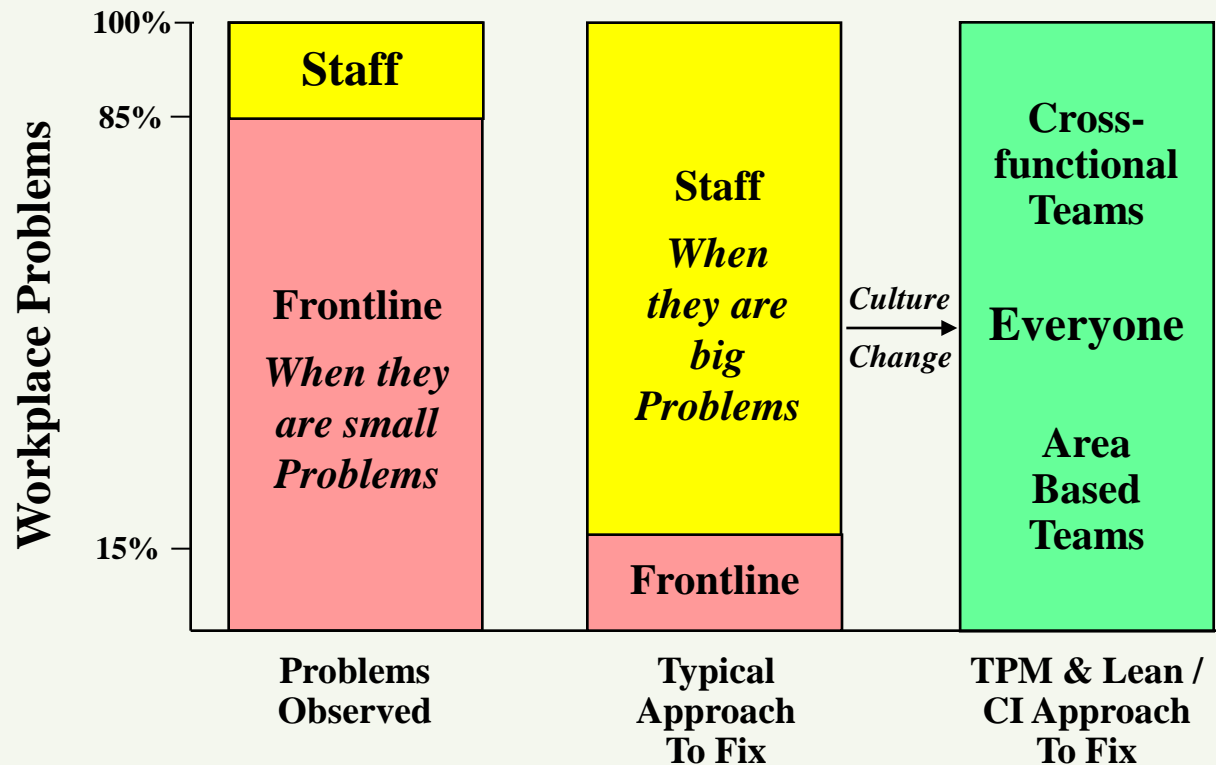 Workplace Problems
100%
85%
15%
Staff
Frontline
When they
are small
Problems
Problems
Observed
Staff
When
they are
big
Problems
Frontline
Typical
Approach
To Fix
Culture
Change
Cross-
functional
Teams
Everyone
Area
Based
Teams
TPM & Lean /
CI Approach
To Fix